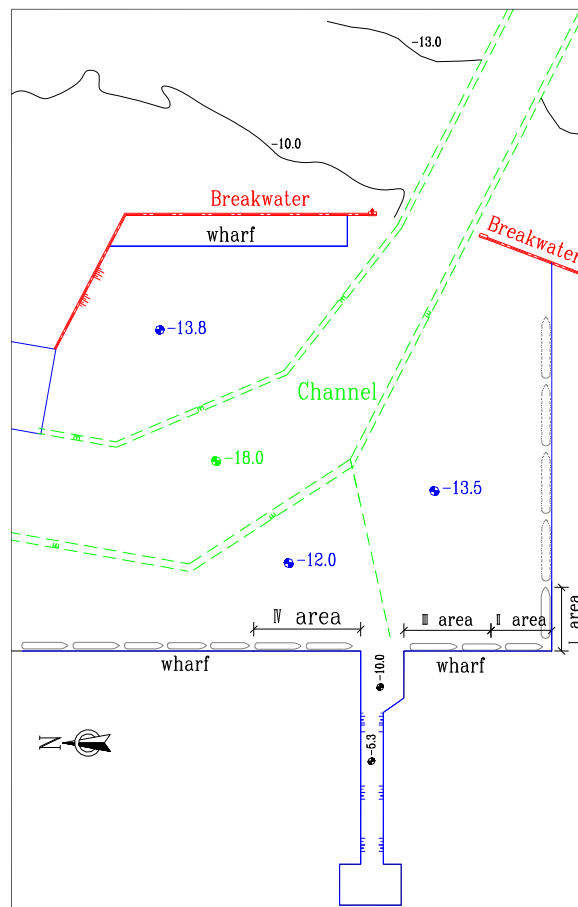 -13.0
-10.0
Breakwater
wharf
Breakwater
-13.8
Channel
-18.0
-13.5
-12.0
Ⅳ area
Ⅲ area
Ⅱ area
Ⅰ area
wharf
wharf
-10.0
-5.3
N